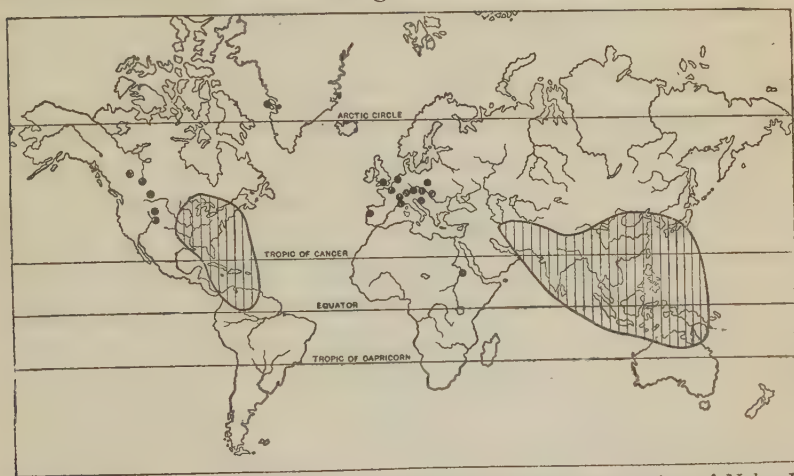 ARCTIC CIRCLE
TROPIC OF CANCER
EQUATOR
TROPIC OF CAPRICORN